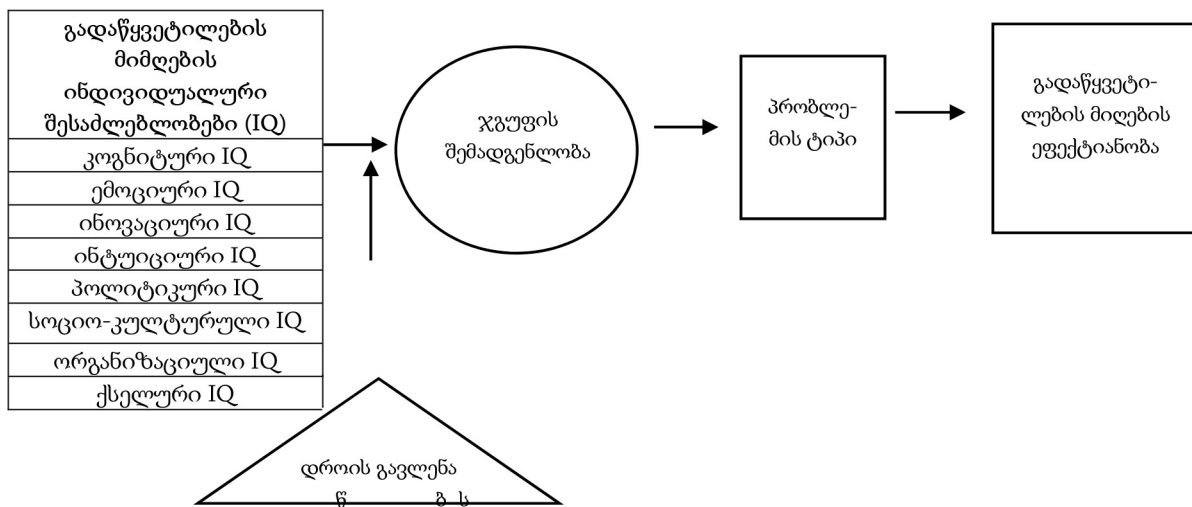 გადაწყვეტილების
მიმღების
ინდივიდუალური
შესაძლებლობები (IQ)
კოგნიტური IQ
ემოციური IQ
ინოვაციური IQ
ინტუიციური IQ
პოლიტიკური IQ
სოციო-კულტურული IQ
ორგანიზაციული IQ
ქსელური IQ
ჯგუფის
შემადგენლობა
პრობლე-
მის ტიპი
გადაწყვეტი-
ლების მიღების
ეფექტიანობა
დროის გავლენა